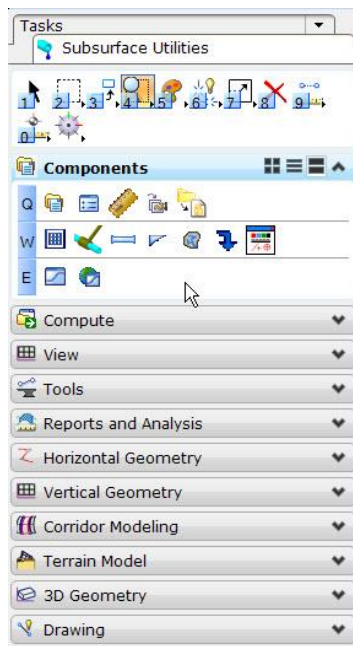 Tasks
Subsurface Utilities
1 2 3 4 5 6 7 8 9
0
Components
Q
W
E
Compute
View
Tools
Reports and Analysis
Horizontal Geometry
Vertical Geometry
Corridor Modeling
Terrain Model
3D Geometry
Drawing